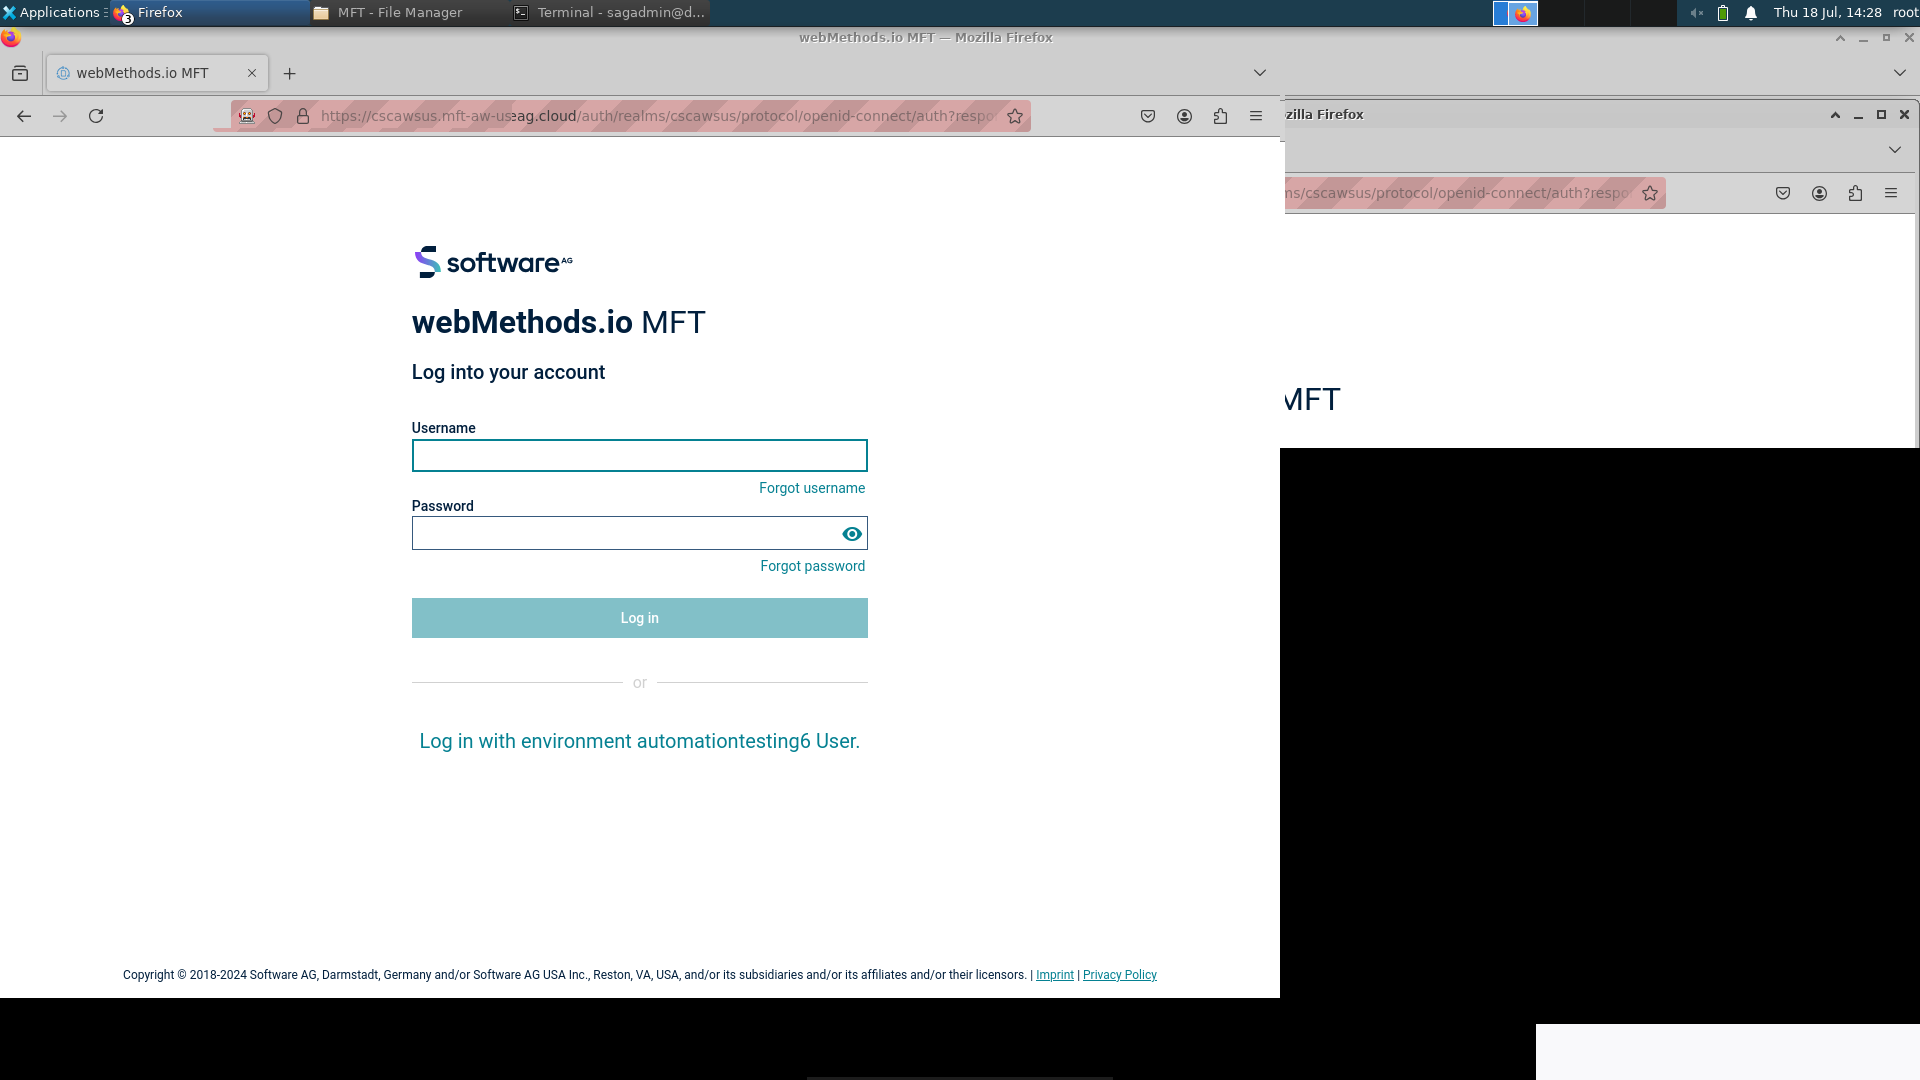 Applications
3
Firefox
MFT - File Manager
Terminal - sagadmin@d...
Thu 18 Jul, 14:28
root
webMethods.io MFT — Mozilla Firefox
webMethods.io MFT
https://cscawsus.mft-aw-useag.cloud/auth/realms/cscawsus/protocol/openid-connect/auth?respo
zilla Firefox
ms/cscawsus/protocol/openid-connect/auth?respo
software AG
webMethods.io MFT
MFT
Log into your account
Username
Forgot username
Password
Forgot password
Log in
or
Log in with environment automationtesting6 User.
Copyright © 2018-2024 Software AG, Darmstadt, Germany and/or Software AG USA Inc., Reston, VA, USA, and/or its subsidiaries and/or its affiliates and/or their licensors. | Imprint | Privacy Policy